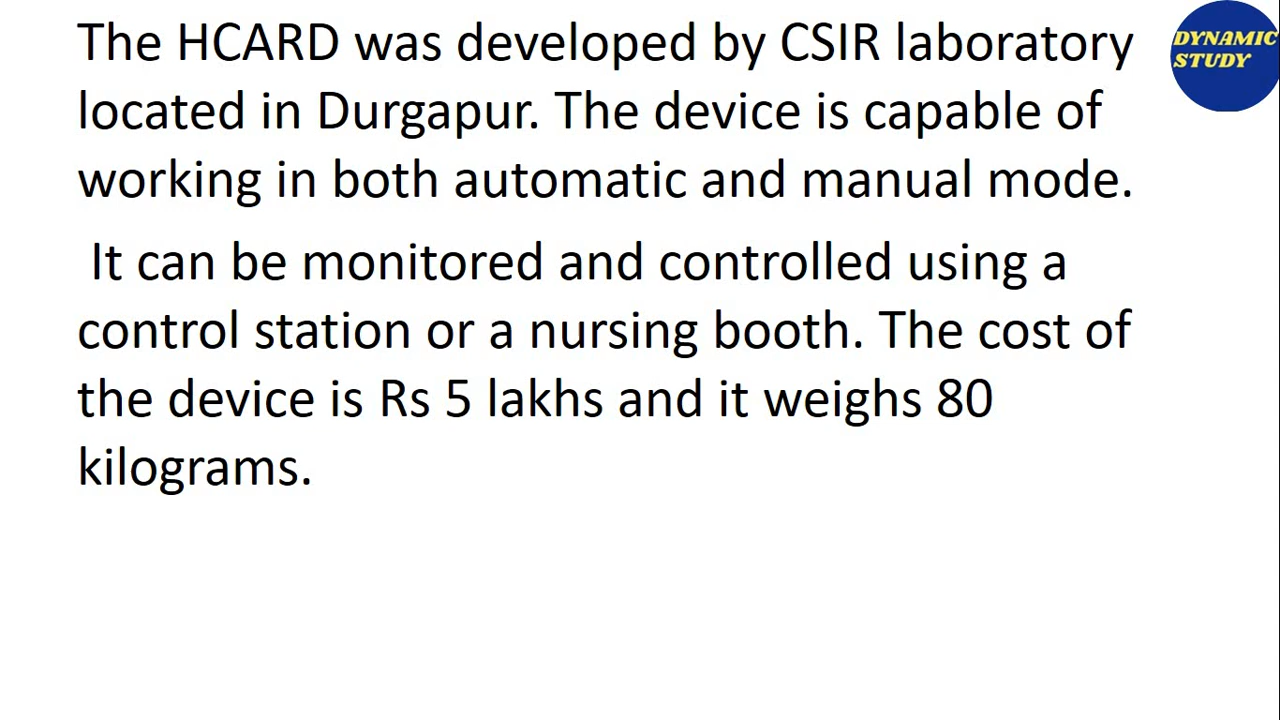 The HCARD was developed by CSIR laboratory
located in Durgapur. The device is capable of
working in both automatic and manual mode.
It can be monitored and controlled using a
control station or a nursing booth. The cost of
the device is Rs 5 lakhs and it weighs 80
kilograms.
DYNAMIC
STUDY